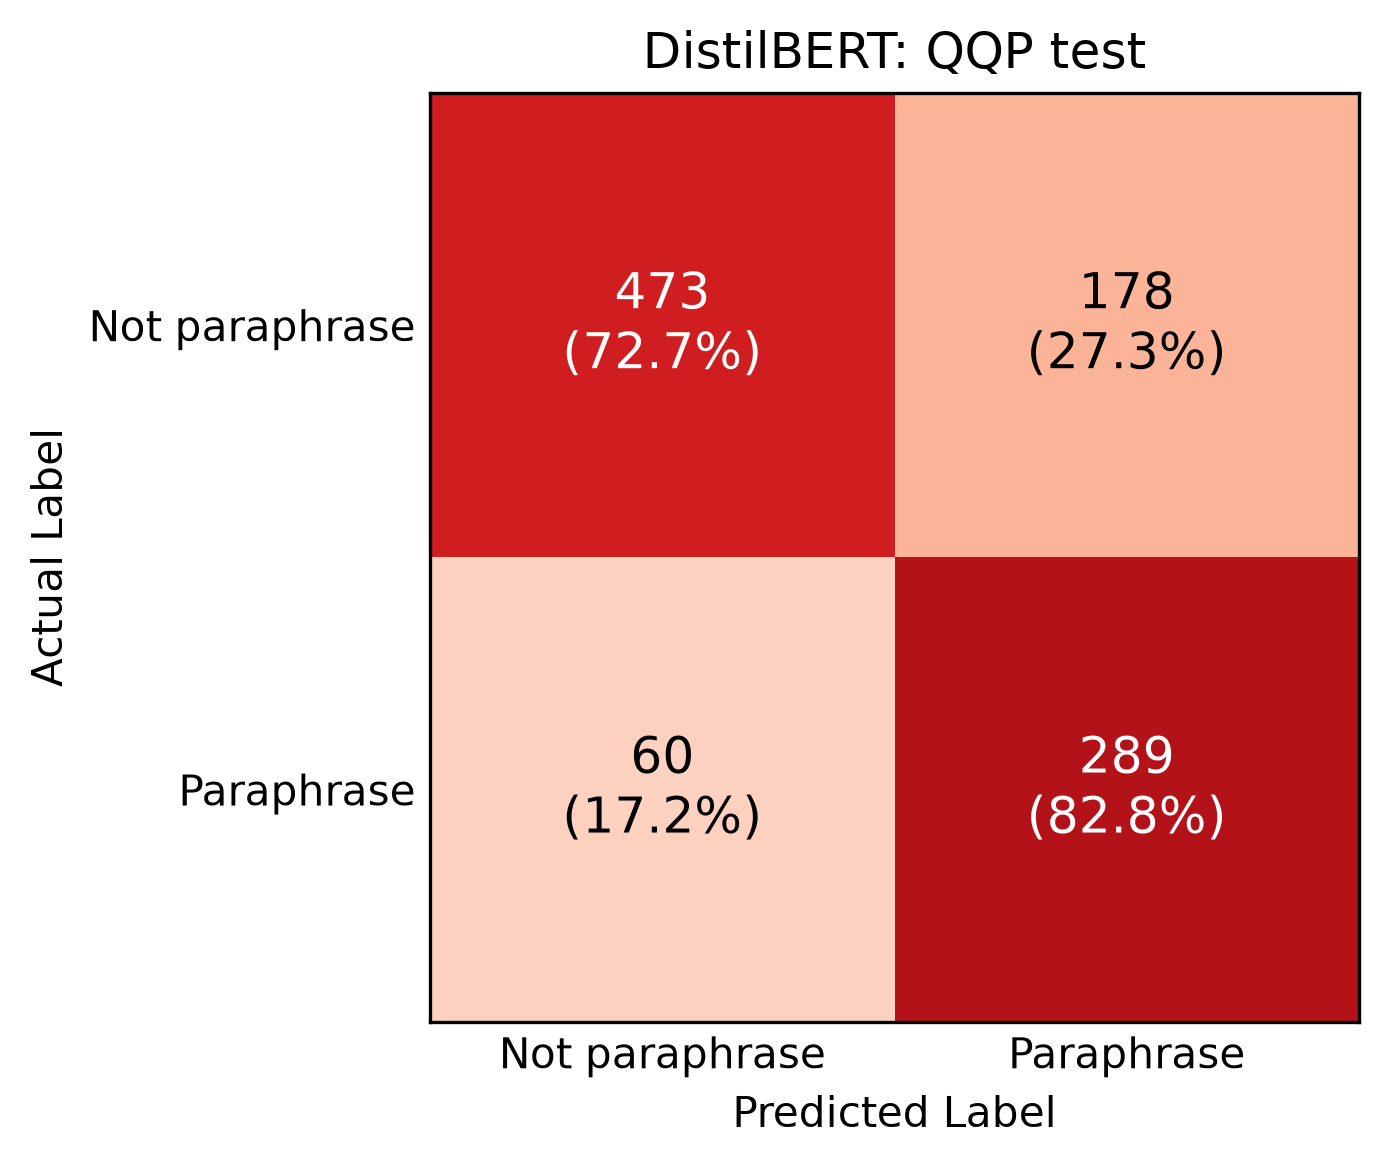 DistilBERT: QQP test
Actual Label
Not paraphrase
473
(72.7%)
178
(27.3%)
Paraphrase
60
(17.2%)
289
(82.8%)
Not paraphrase
Paraphrase
Predicted Label